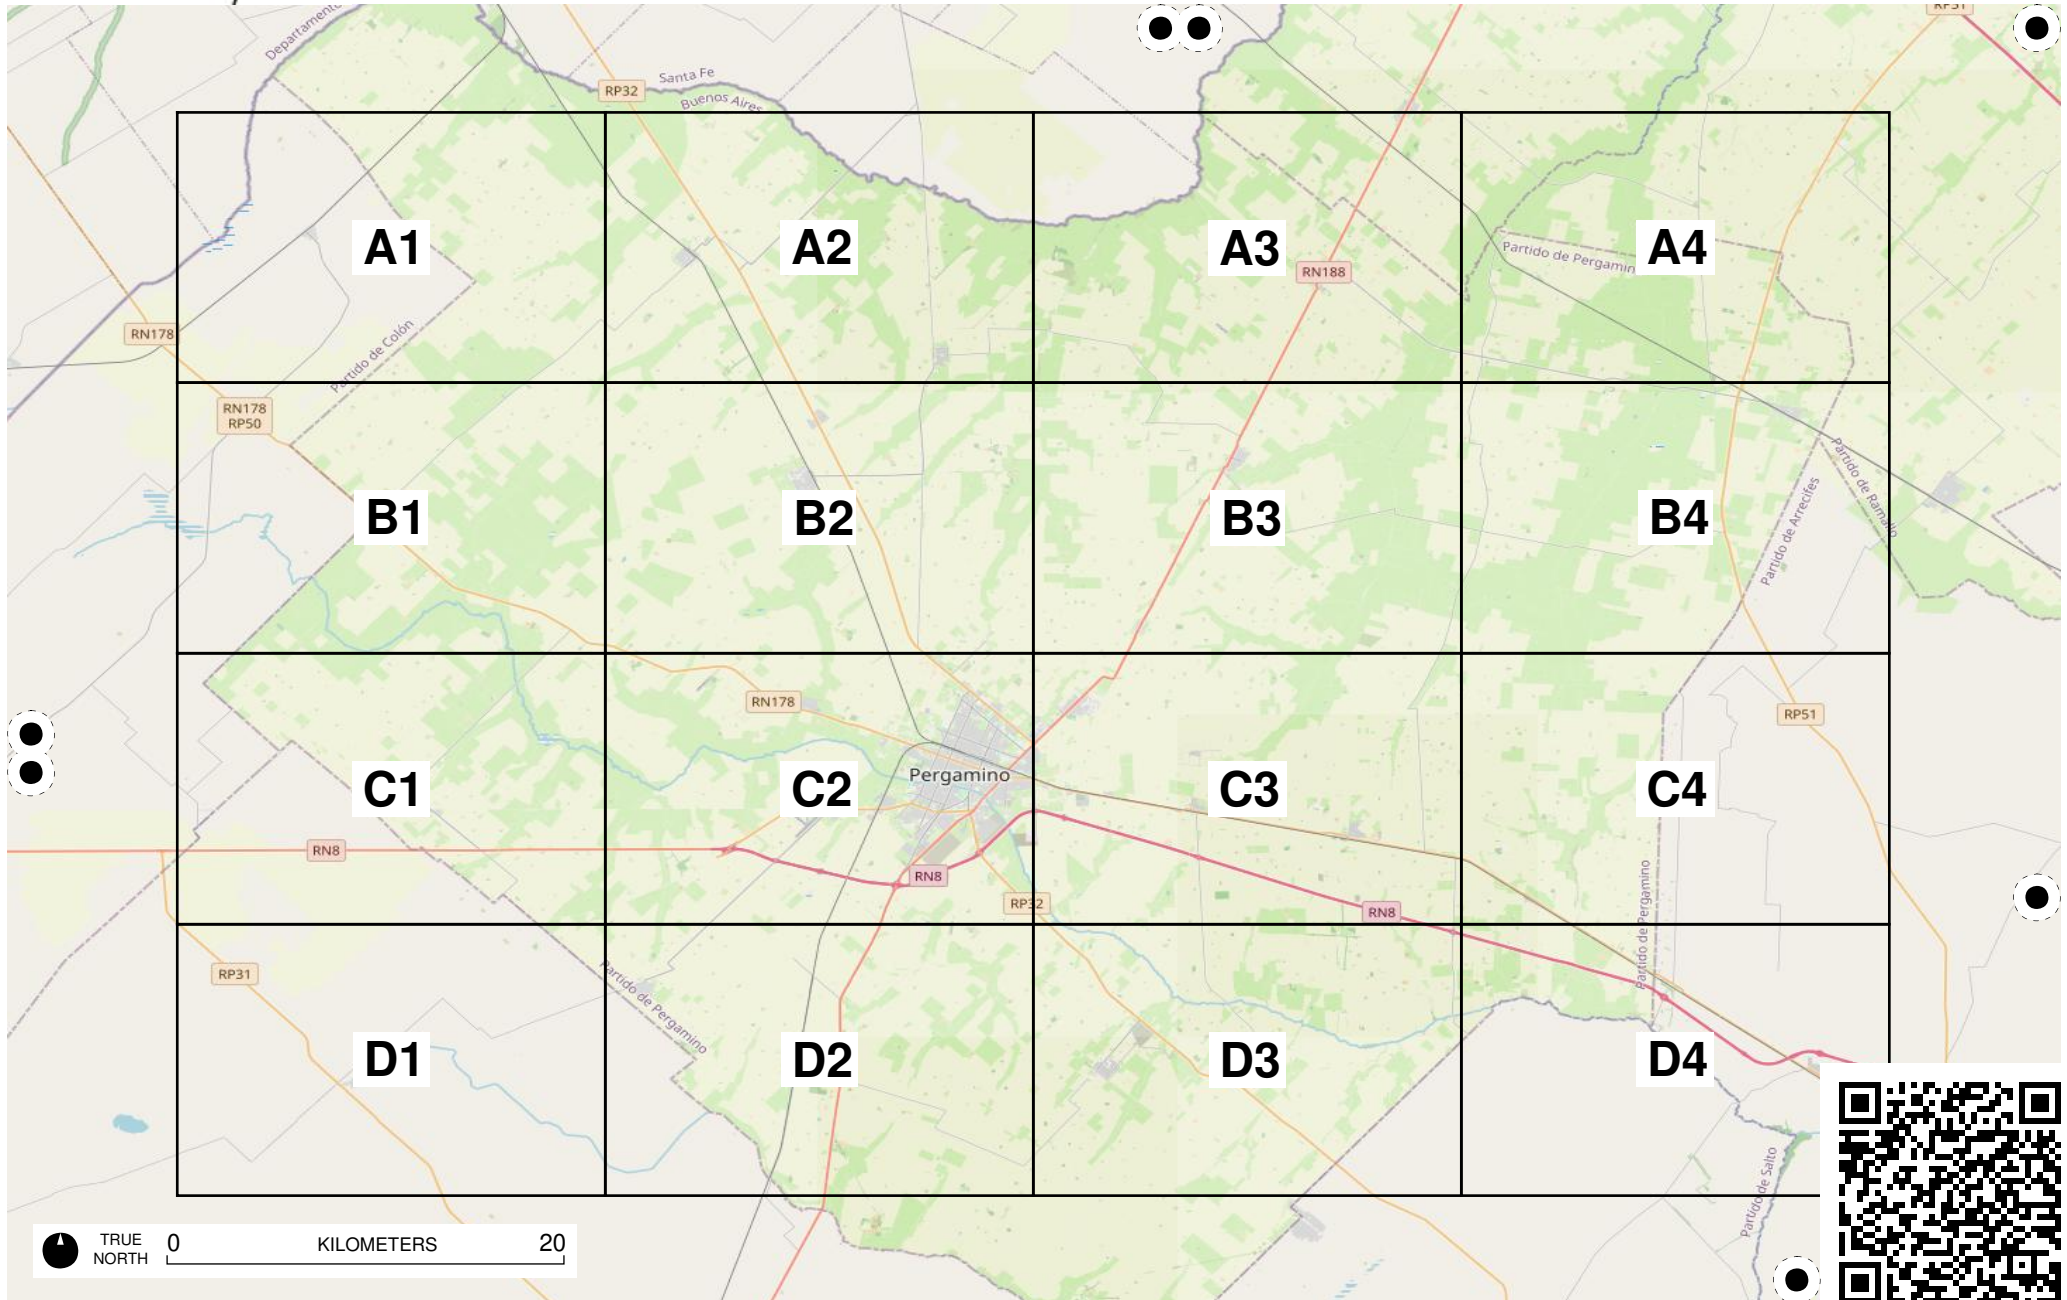 RP51
Departamento
Santa Fe
RP32
Buenos Aires
A1
A2
A3
A4
Partido de Pergamin
RN188
RN178
Partido de Colón
RN178
RP50
B1
B2
B3
B4
Partido de Ramallo
Partido de Arrecifes
RN178
RP51
Pergamino
C1
C2
C3
C4
RN8
RN8
RP32
RN8
Partido de Pergamino
RP31
Partido de Pergamino
D1
D2
D3
D4
Partido de Salto
TRUE
NORTH
0
KILOMETERS
20